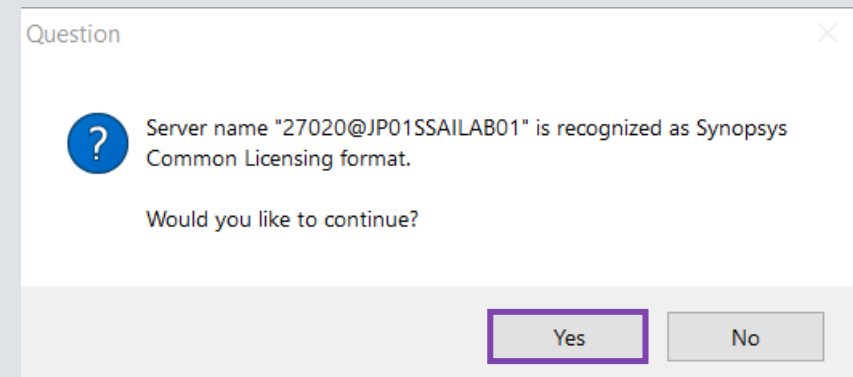 Question
Server name "27020@JP01SSAILAB01" is recognized as Synopsys
Common Licensing format.
Would you like to continue?
Yes
No